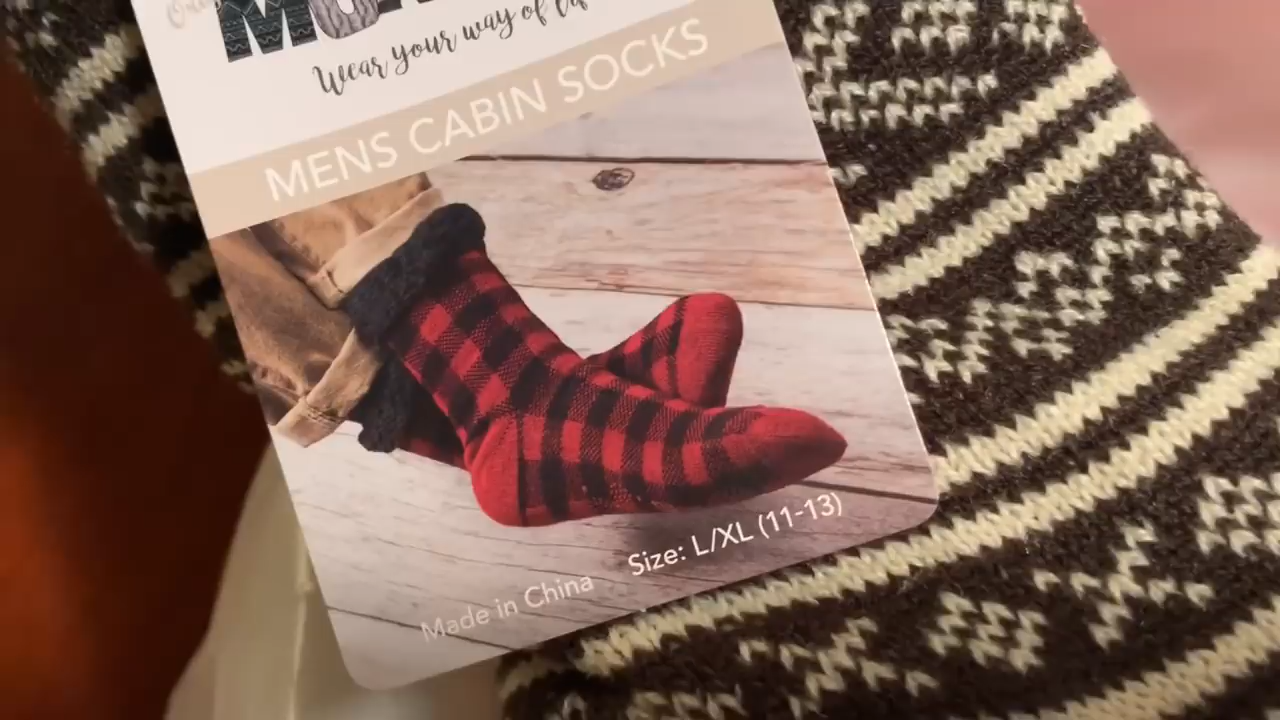 Wear your way of
MENS CABIN SOCKS
Size: L/XL (11-13)
Made in China